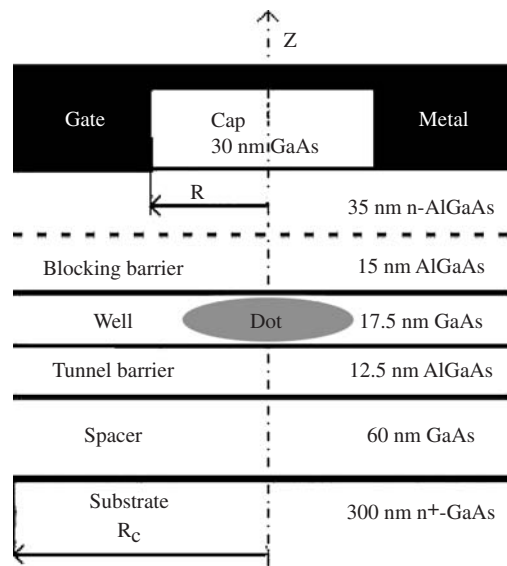 Z
Gate
Cap
Metal
30 nm GaAs
R
35 nm n-AlGaAs
Blocking barrier
15 nm AlGaAs
Well
Dot
17.5 nm GaAs
Tunnel barrier
12.5 nm AlGaAs
Spacer
60 nm GaAs
Substrate
300 nm n+-GaAs
RC